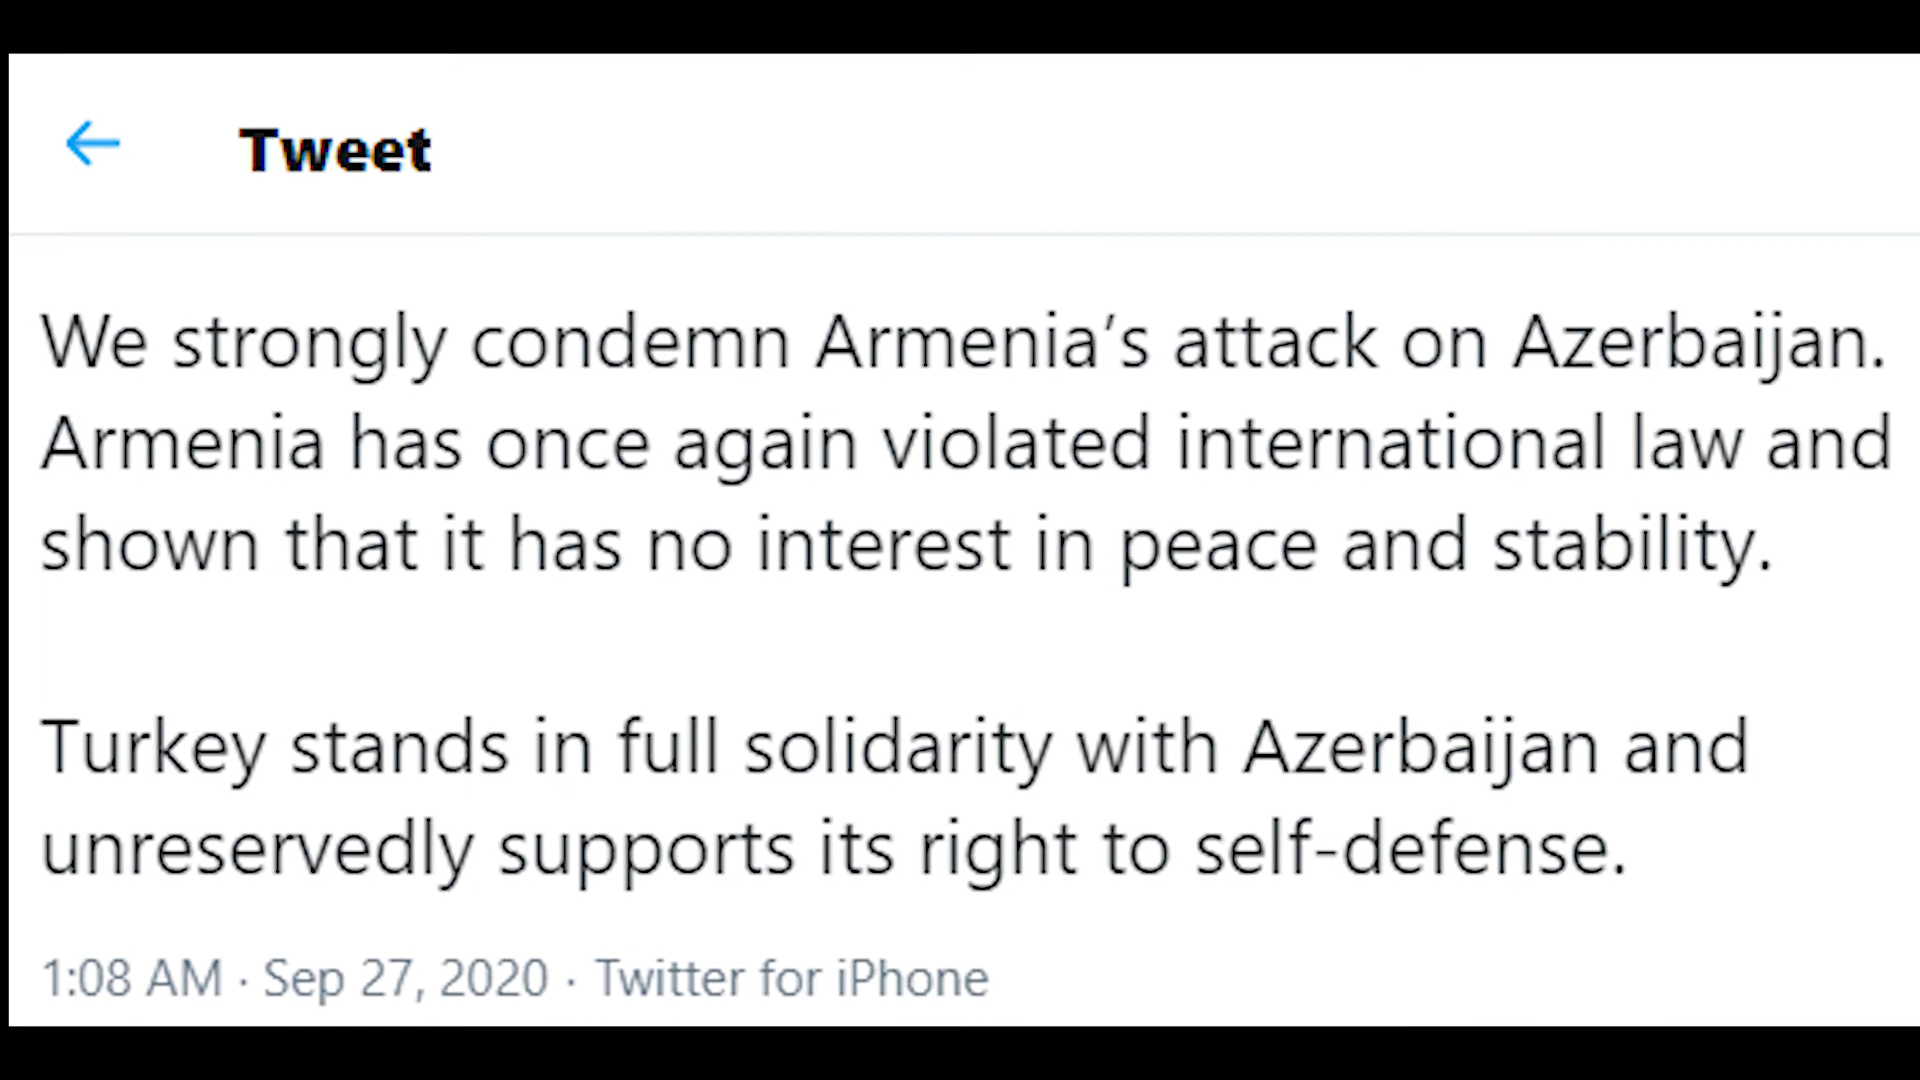 Tweet
We strongly condemn Armenia’s attack on Azerbaijan.
Armenia has once again violated international law and
shown that it has no interest in peace and stability.
Turkey stands in full solidarity with Azerbaijan and
unreservedly supports its right to self-defense.
1:08 AM · Sep 27, 2020 · Twitter for iPhone